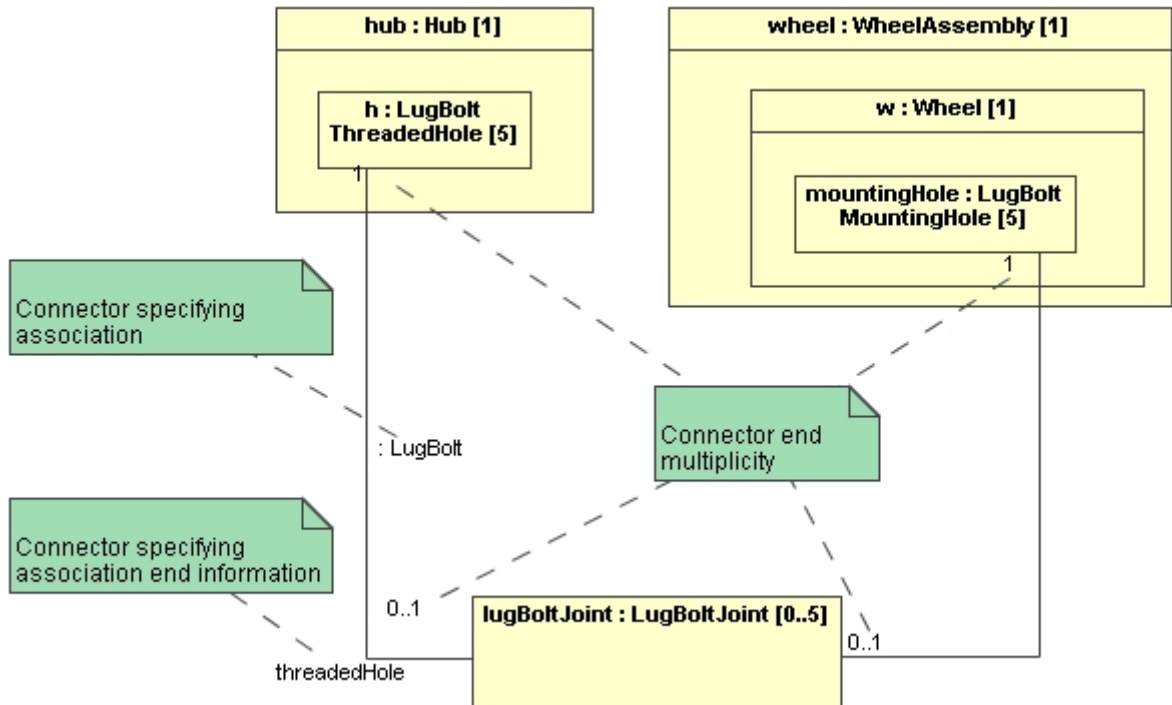 hub : Hub [1]
wheel : WheelAssembly [1]
h : LugBolt
ThreadedHole [5]
w : Wheel [1]
1
mountingHole : LugBolt
MountingHole [5]
1
Connector specifying
association
: LugBolt
Connector end
multiplicity
Connector specifying
association end information
0..1
lugBoltJoint : LugBoltJoint [0..5]
0..1
threadedHole